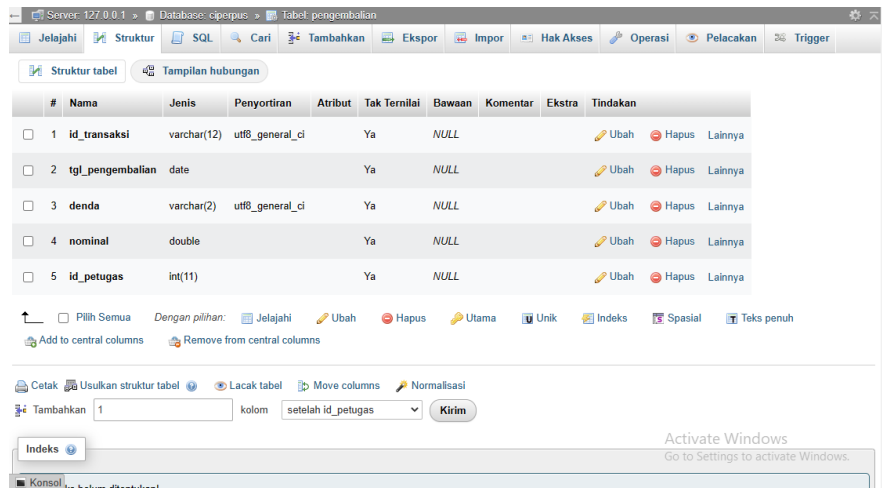 Server: 127.0.0.1 » Database: ciperpus » Tabel: pengembalian
Jelajahi Struktur SQL Cari Tambahkan Ekspor Impor Hak Akses Operasi Pelacakan Trigger
Struktur tabel Tampilan hubungan
# Nama Jenis Penyortiran Atribut Tak Ternilai Bawaan Komentar Ekstra Tindakan
1 id_transaksi varchar(12) utf8_general_ci Ya NULL Ubah Hapus Lainnya
2 tgl_pengembalian date Ya NULL Ubah Hapus Lainnya
3 denda varchar(2) utf8_general_ci Ya NULL Ubah Hapus Lainnya
4 nominal double Ya NULL Ubah Hapus Lainnya
5 id_petugas int(11) Ya NULL Ubah Hapus Lainnya
Pilih Semua Dengan pilihan: Jelajahi Ubah Hapus Utama Unik Indeks Spasial Teks penuh
Add to central columns Remove from central columns
Cetak Usulkan struktur tabel Lacak tabel Move columns Normalisasi
Tambahkan 1 kolom setelah id_petugas Kirim
Activate Windows
Indeks
Go to Settings to activate Windows.
Konsol belum ditentukan!